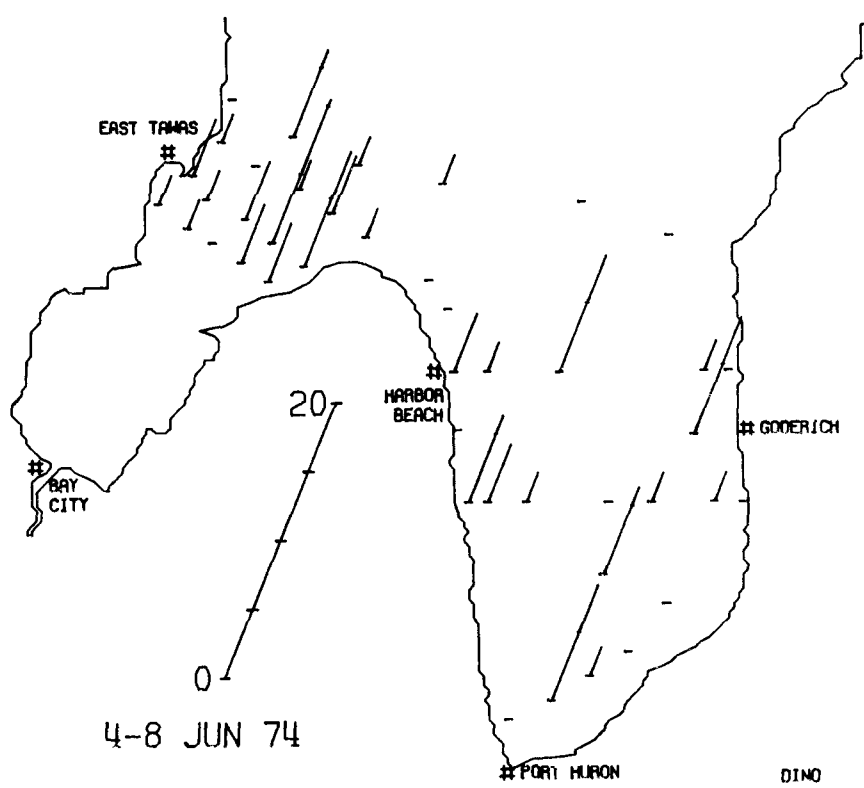 EAST TAWAS
20
HARBOR
BEACH
GODERICH
BAY
CITY
0
4-8 JUN 74
PORT HURON
DINO